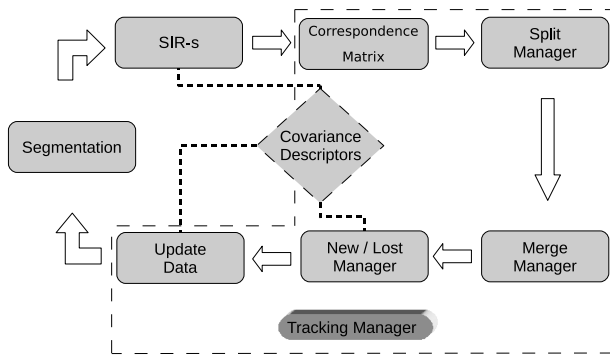 SIR-s
Correspondence
Matrix
Split
Manager
Segmentation
Covariance
Descriptors
Update
Data
New / Lost
Manager
Merge
Manager
Tracking Manager